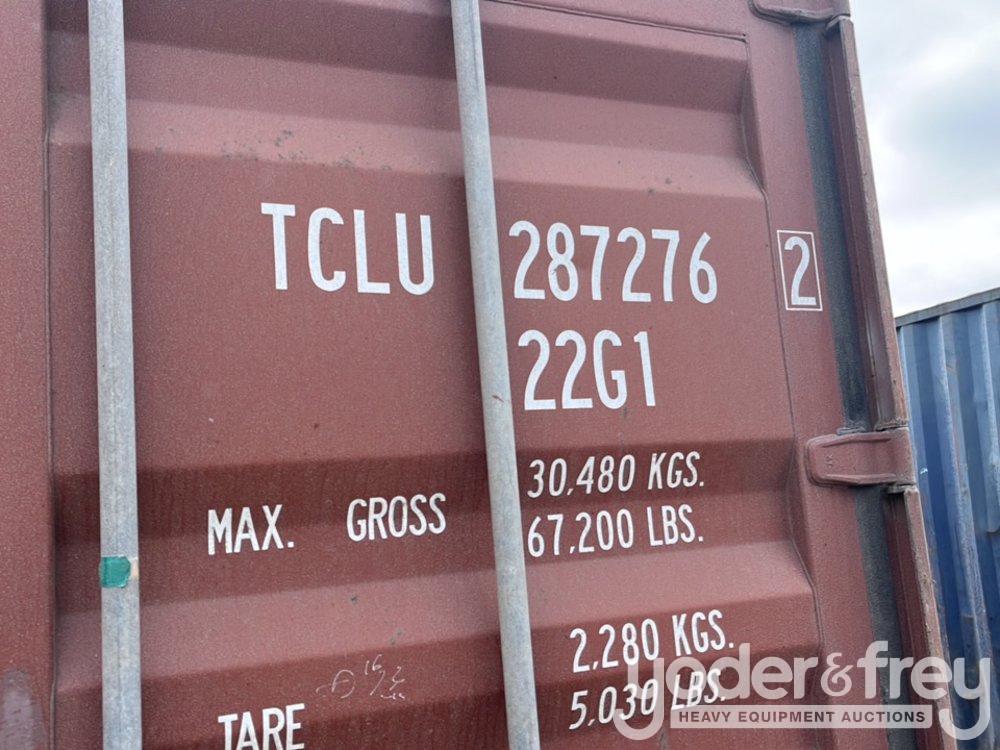 TCLU 287276 2
22G1
MAX. GROSS 30,480 KGS.
67,200 LBS.
2,280 KGS.
TARE 5,030 LBS.
yoder&frey
HEAVY EQUIPMENT AUCTIONS